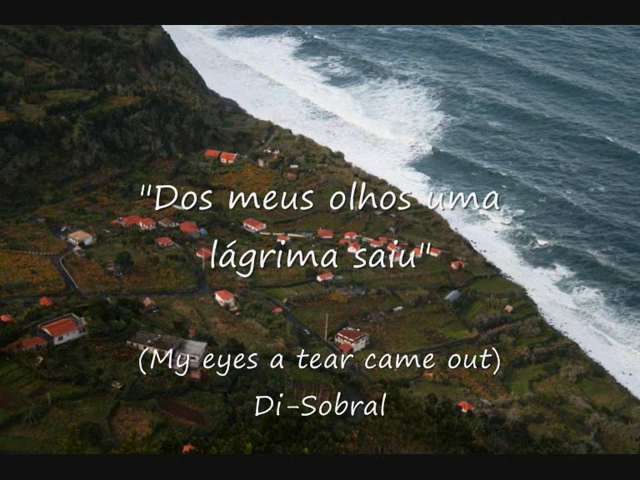 "Dos meus olhos uma
lágrima saiu"
(My eyes a tear came out)
Di-Sobral